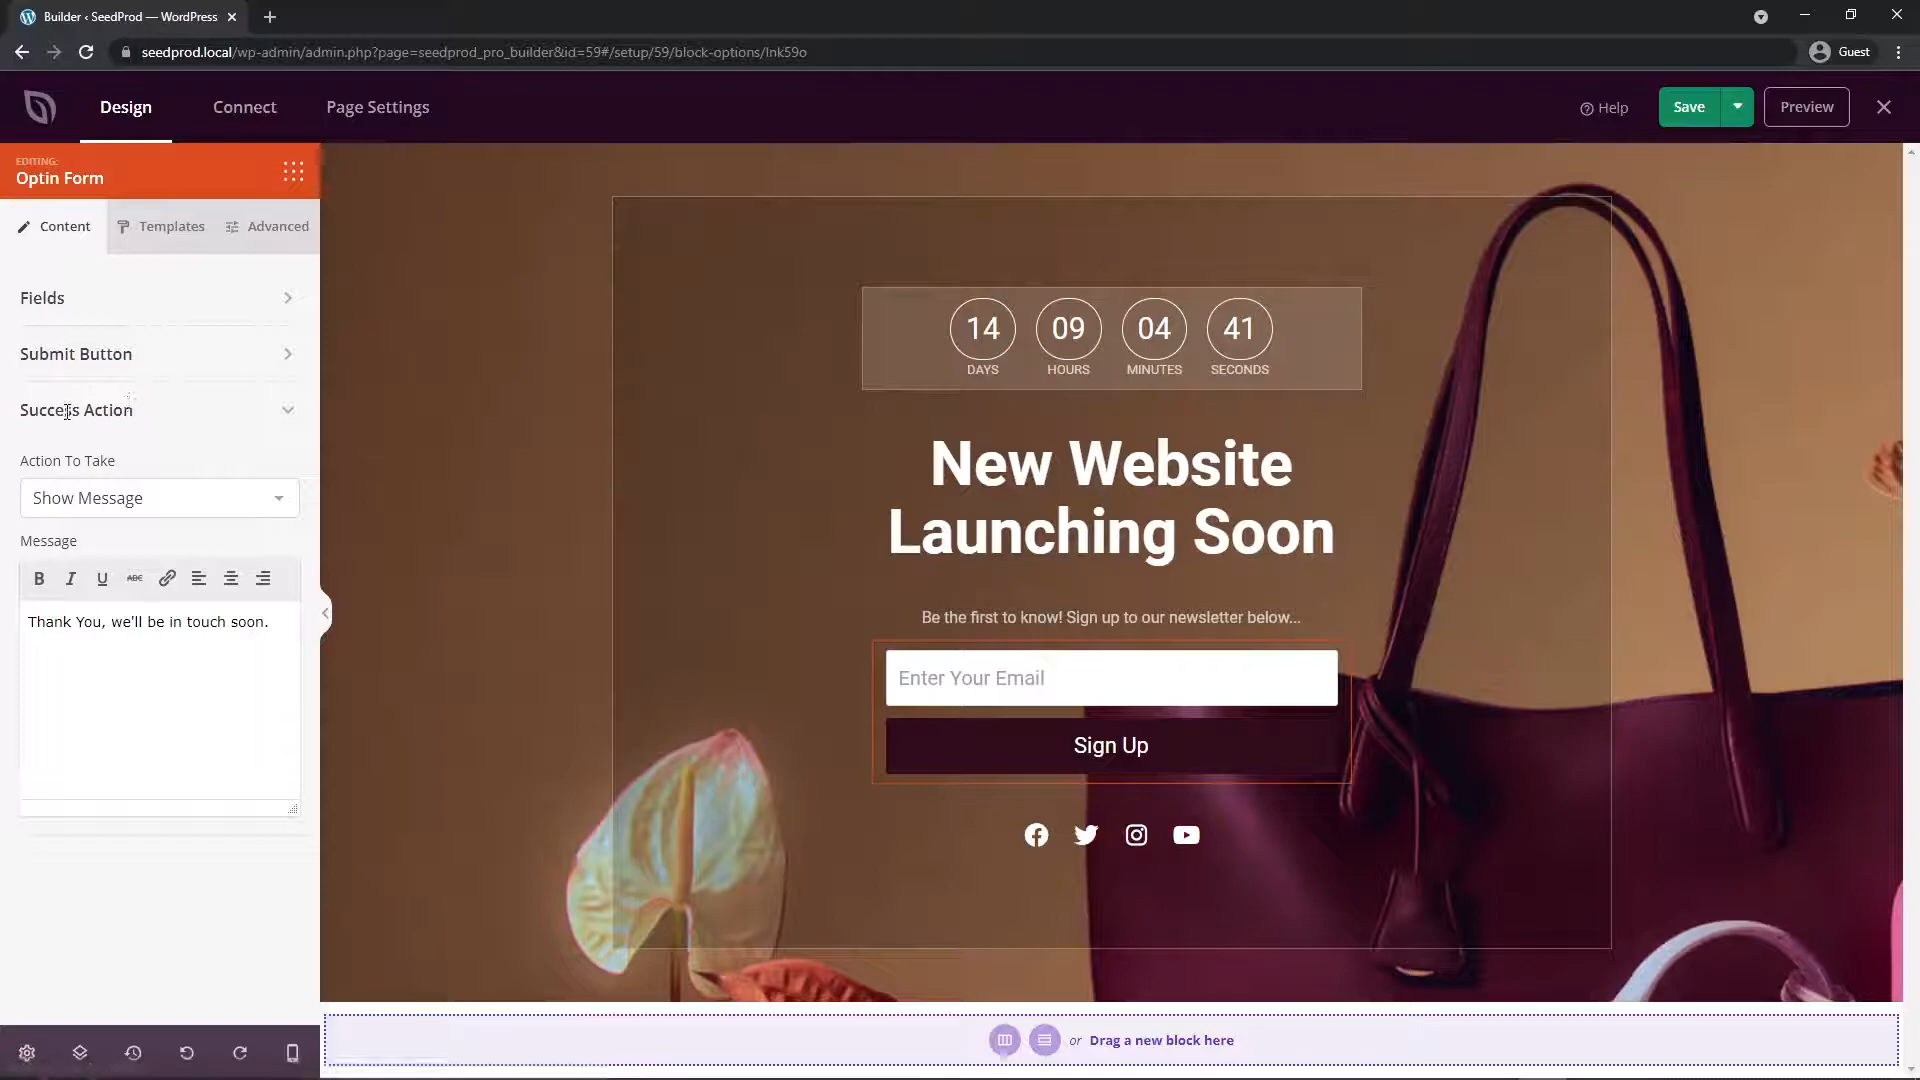 Builder ‹ SeedProd — WordPress
seedprod.local/wp-admin/admin.php?page=seedprod_pro_builder&id=59#/setup/59/block-options/lnk59o
Guest
Design
Connect
Page Settings
Help
Save
Preview
EDITING:
Optin Form
Content
Templates
Advanced
Fields
Submit Button
Success Action
Action To Take
Show Message
Message
B I U ABC
Thank You, we'll be in touch soon.
14 09 04 41
DAYS HOURS MINUTES SECONDS
New Website
Launching Soon
Be the first to know! Sign up to our newsletter below...
Enter Your Email
Sign Up
or Drag a new block here